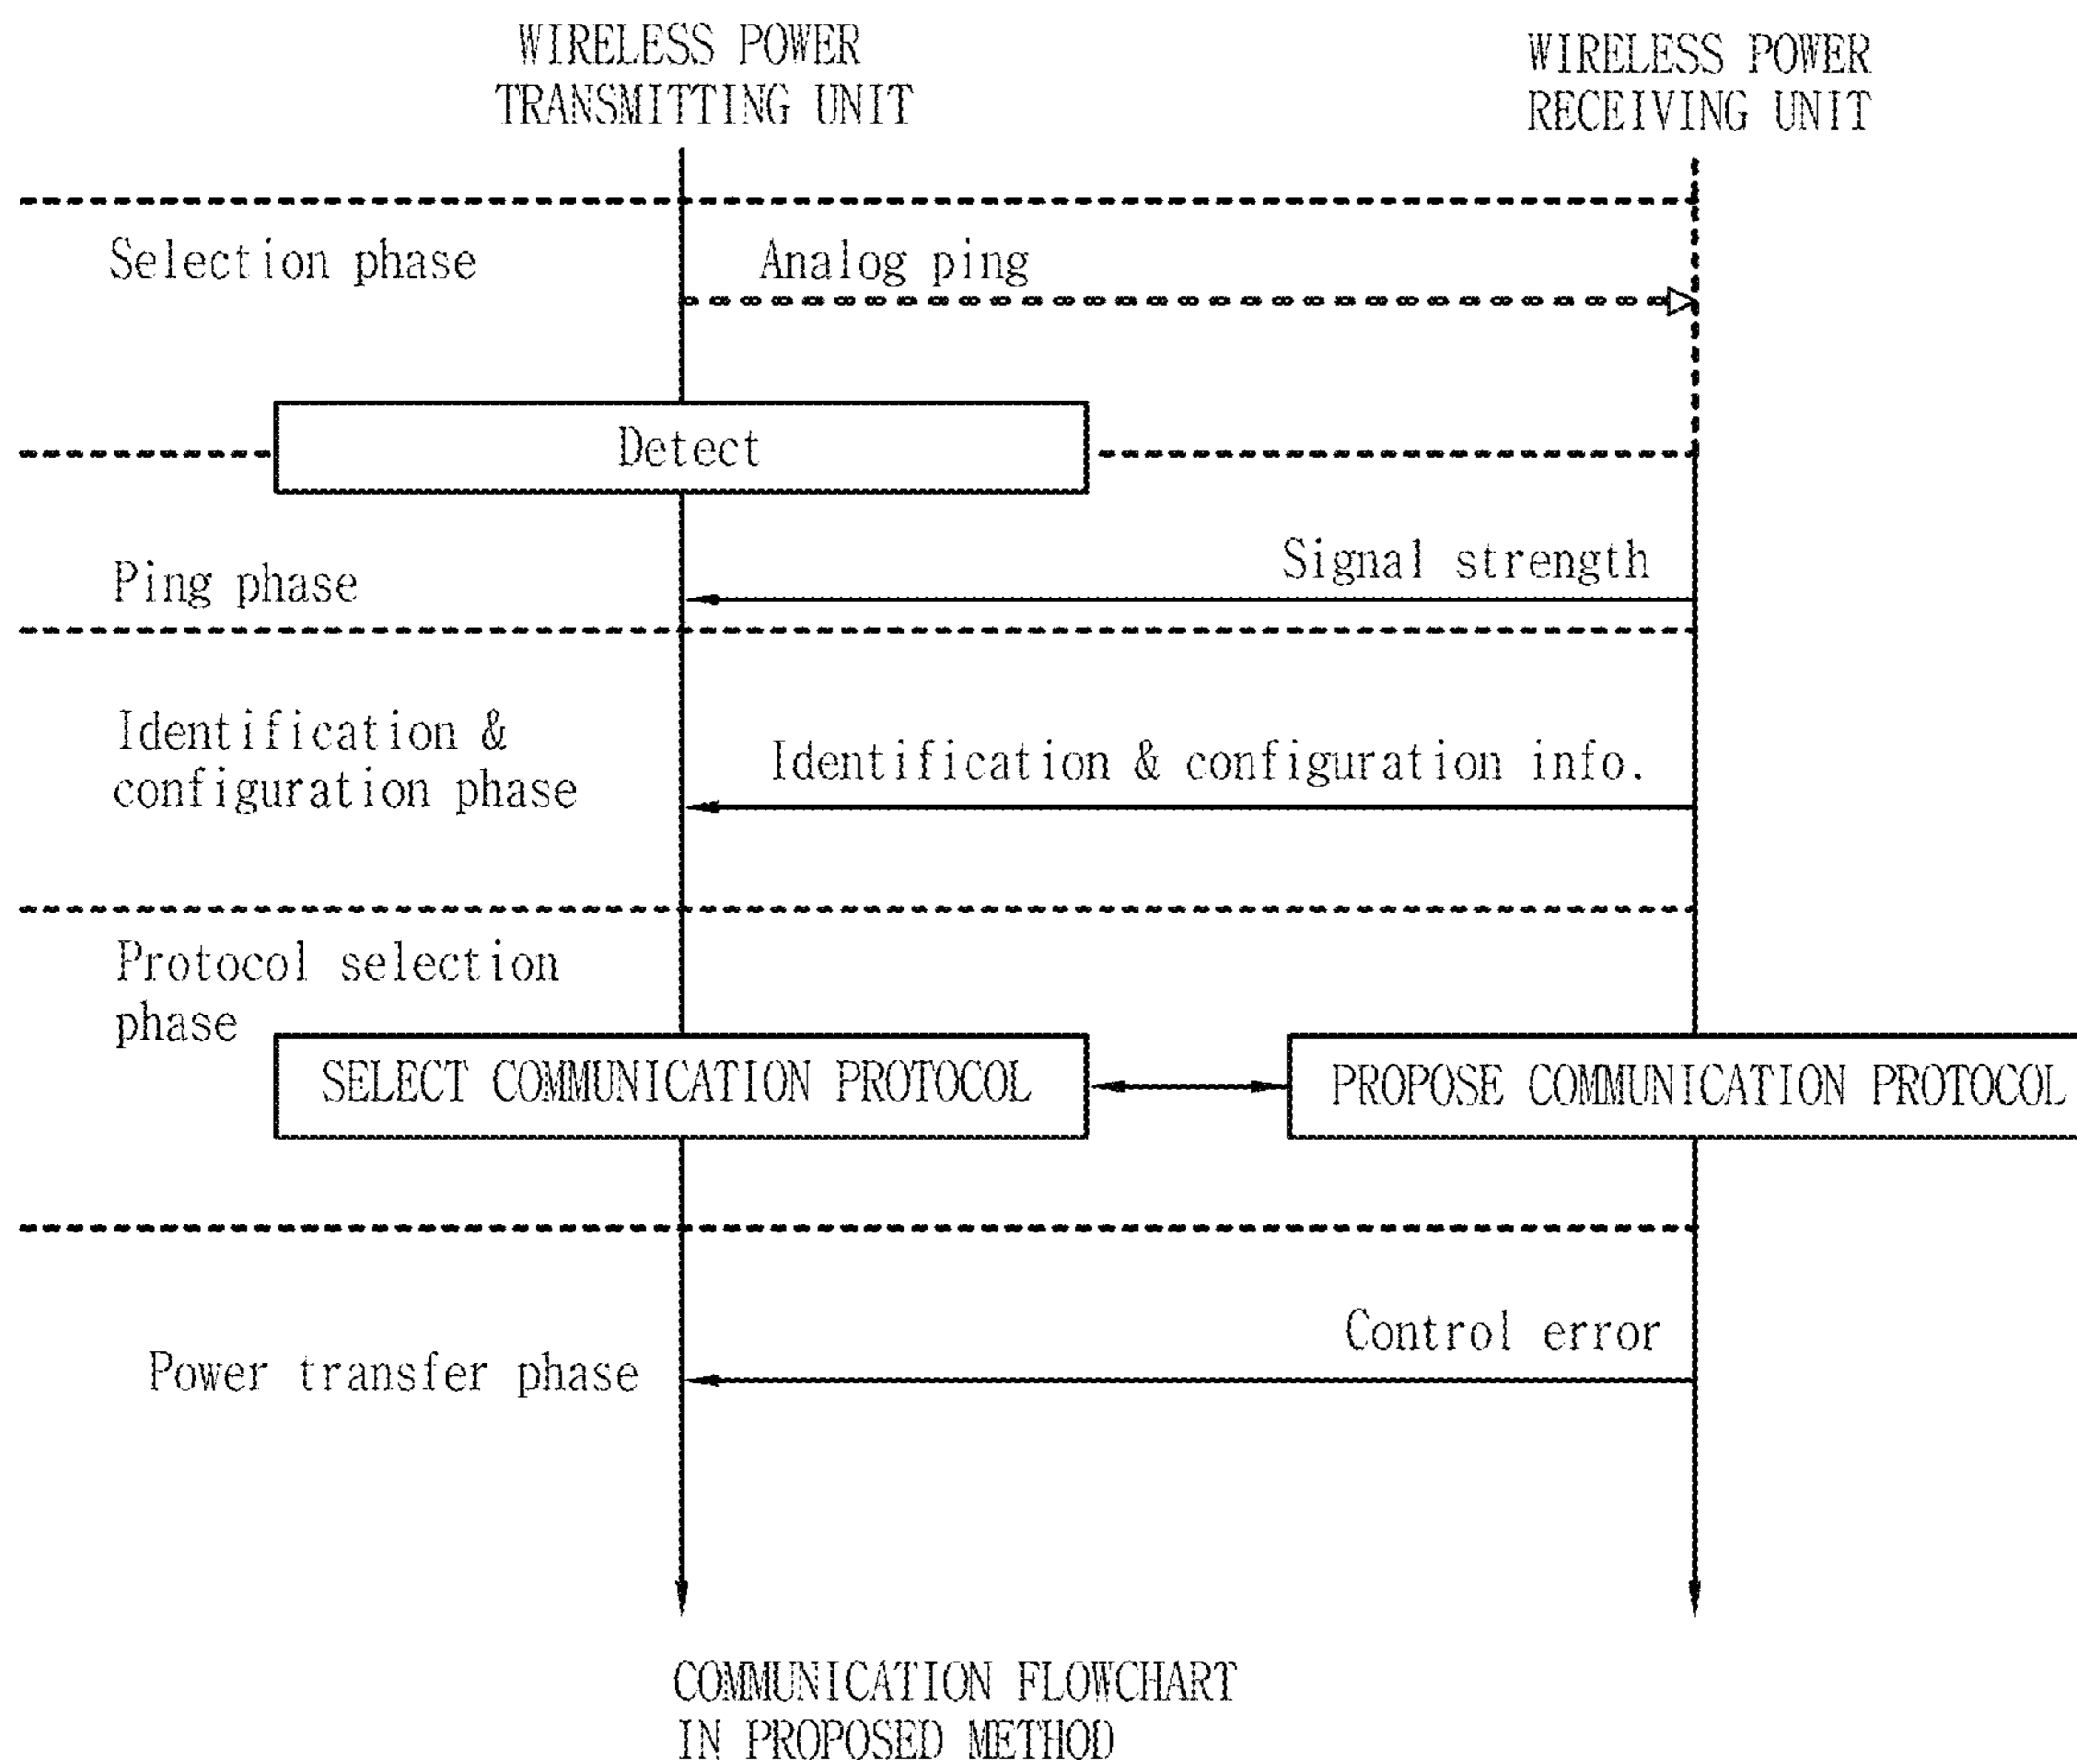 WIRELESS POWER
TRANSMITTING UNIT
WIRELESS POWER
RECEIVING UNIT
Selection phase
Analog ping
Detect
Signal strength
Ping phase
Identification &
configuration phase
Identification & configuration info.
Protocol selection
phase
SELECT COMMUNICATION PROTOCOL
PROPOSE COMMUNICATION PROTOCOL
Control error
Power transfer phase
COMMUNICATION FLOWCHART
IN PROPOSED METHOD